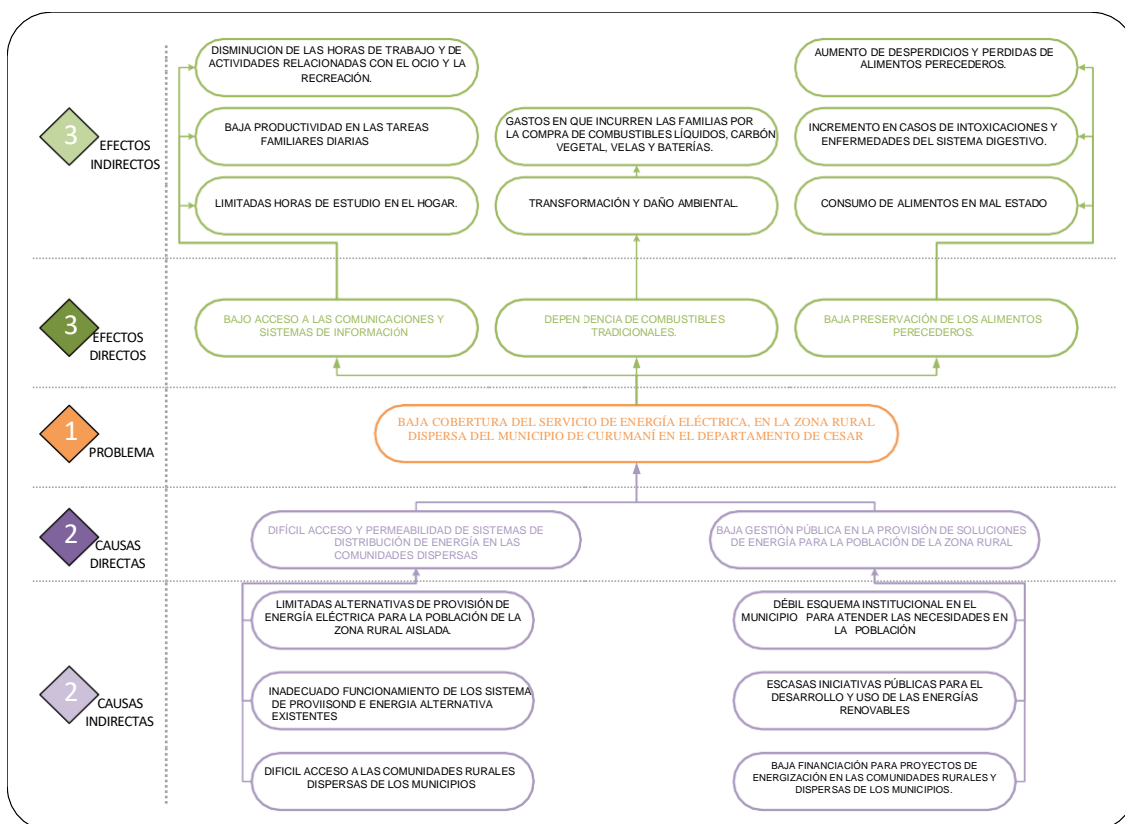 DISMINUCIÓN DE LAS HORAS DE TRABAJO Y DE
ACTIVIDADES RELACIONADAS CON EL OCIO Y LA
RECREACIÓN.
AUMENTO DE DESPERDICIOS Y PERDIDAS DE
ALIMENTOS PERECEDEROS.
3
EFECTOS
INDIRECTOS
BAJA PRODUCTIVIDAD EN LAS TAREAS
FAMILIARES DIARIAS
GASTOS EN QUE INCURREN LAS FAMILIAS POR
LA COMPRA DE COMBUSTIBLES LÍQUIDOS, CARBÓN
VEGETAL, VELAS Y BATERÍAS.
INCREMENTO EN CASOS DE INTOXICACIONES Y
ENFERMEDADES DEL SISTEMA DIGESTIVO.
LIMITADAS HORAS DE ESTUDIO EN EL HOGAR.
TRANSFORMACIÓN Y DAÑO AMBIENTAL.
CONSUMO DE ALIMENTOS EN MAL ESTADO
3
EFECTOS
DIRECTOS
BAJO ACCESO A LAS COMUNICACIONES Y
SISTEMAS DE INFORMACIÓN
DEPENDENCIA DE COMBUSTIBLES
TRADICIONALES.
BAJA PRESERVACIÓN DE LOS ALIMENTOS
PERECEDEROS.
1
PROBLEMA
BAJA COBERTURA DEL SERVICIO DE ENERGÍA ELÉCTRICA, EN LA ZONA RURAL
DISPERSA DEL MUNICIPIO DE CURUMANÍ EN EL DEPARTAMENTO DE CESAR
2
CAUSAS
DIRECTAS
DIFÍCIL ACCESO Y PERMEABILIDAD DE SISTEMAS DE
DISTRIBUCIÓN DE ENERGÍA EN LAS
COMUNIDADES DISPERSAS
BAJA GESTIÓN PÚBLICA EN LA PROVISIÓN DE SOLUCIONES
DE ENERGÍA PARA LA POBLACIÓN DE LA ZONA RURAL
2
CAUSAS
INDIRECTAS
LIMITADAS ALTERNATIVAS DE PROVISIÓN DE
ENERGÍA ELÉCTRICA PARA LA POBLACIÓN DE LA
ZONA RURAL AISLADA.
DÉBIL ESQUEMA INSTITUCIONAL EN EL
MUNICIPIO PARA ATENDER LAS NECESIDADES EN
LA POBLACIÓN
INADECUADO FUNCIONAMIENTO DE LOS SISTEMA
DE PROVIISOND E ENERGIA ALTERNATIVA
EXISTENTES
ESCASAS INICIATIVAS PÚBLICAS PARA EL
DESARROLLO Y USO DE LAS ENERGÍAS
RENOVABLES
DIFICIL ACCESO A LAS COMUNIDADES RURALES
DISPERSAS DE LOS MUNICIPIOS
BAJA FINANCIACIÓN PARA PROYECTOS DE
ENERGIZACIÓN EN LAS COMUNIDADES RURALES Y
DISPERSAS DE LOS MUNICIPIOS.